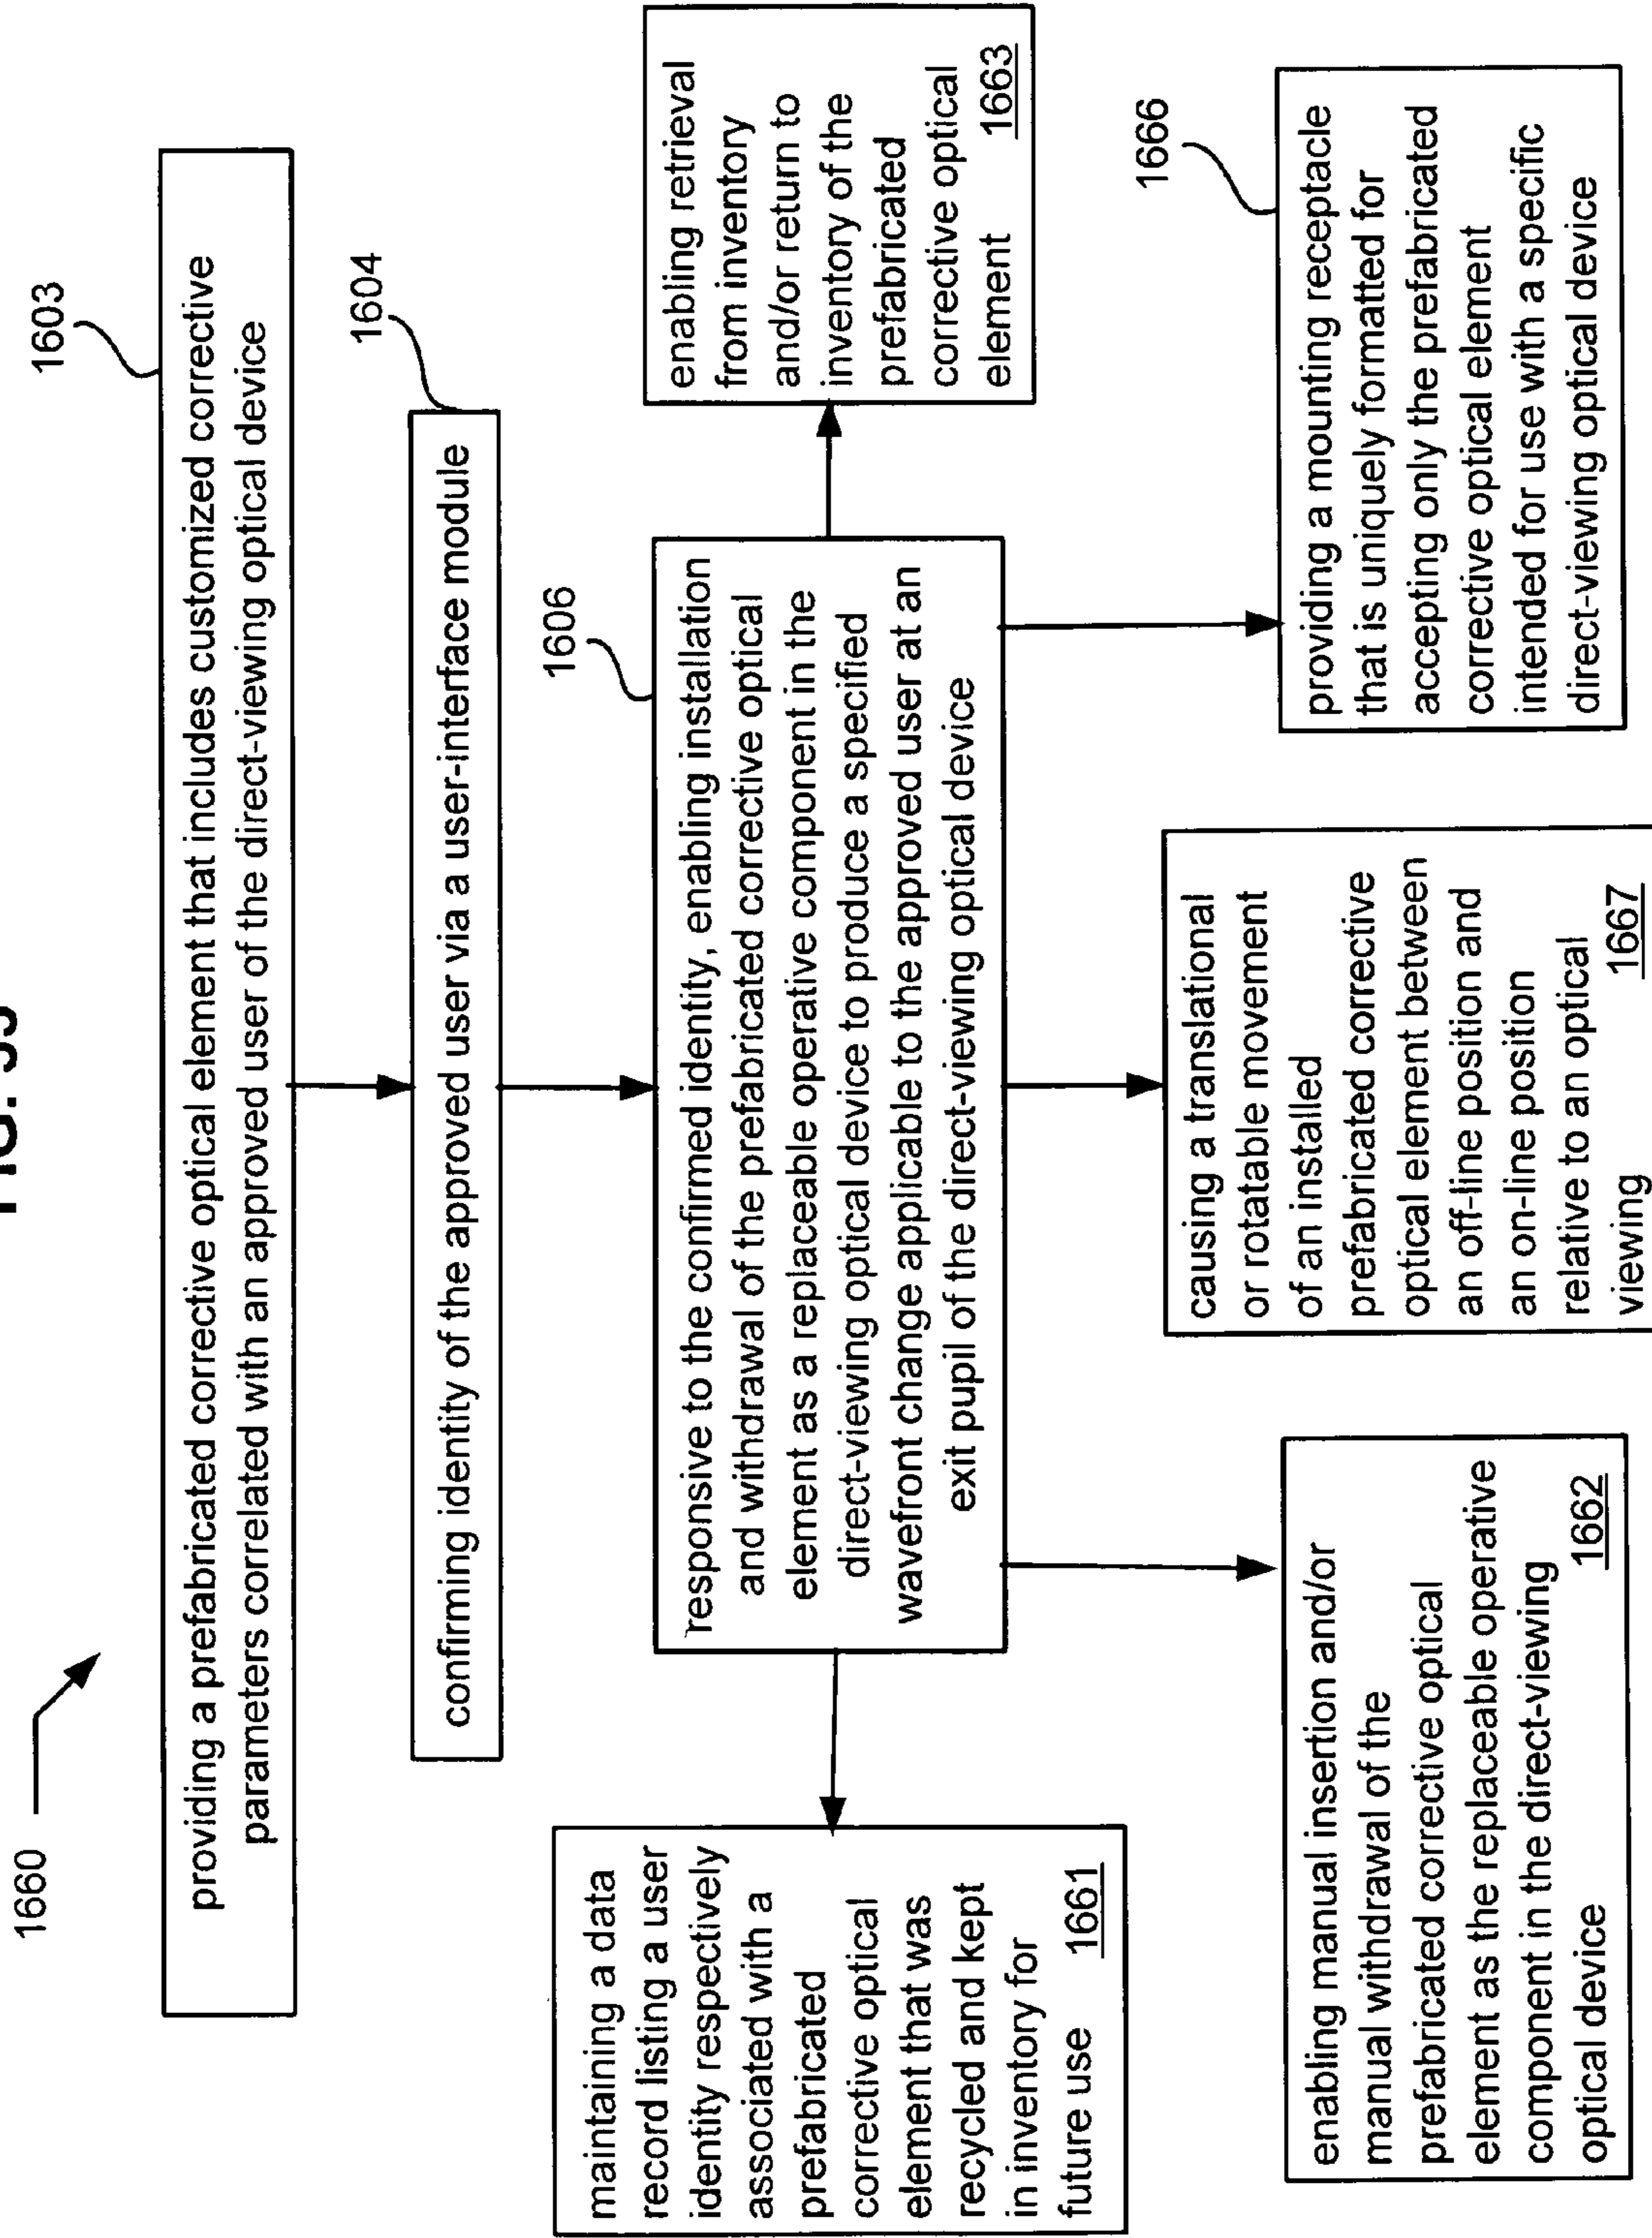 FIG.
1660
1603
providing a prefabricated corrective optical element that includes customized corrective
parameters correlated with an approved user of the direct-viewing optical device
1604
confirming identity of the approved user via a user-interface module
1606
responsive to the confirmed identity, enabling installation
and withdrawal of the prefabricated corrective optical
element as a replaceable operative component in the
direct-viewing optical device to produce a specified
wavefront change applicable to the approved user at an
exit pupil of the direct-viewing optical device
maintaining a data
record listing a user
identity respectively
associated with a
prefabricated
corrective optical
element that was
recycled and kept
in inventory for
future use 1661
enabling retrieval
from inventory
and/or return to
inventory of the
prefabricated
corrective optical
element 1663
enabling manual insertion and/or
manual withdrawal of the
prefabricated corrective optical
element as the replaceable operative
component in the direct-viewing
optical device 1662
causing a translational
or rotatable movement
of an installed
prefabricated corrective
optical element between
an off-line position and
an on-line position
relative to an optical
viewing 1667
1666
providing a mounting receptacle
that is uniquely formatted for
accepting only the prefabricated
corrective optical element
intended for use with a specific
direct-viewing optical device